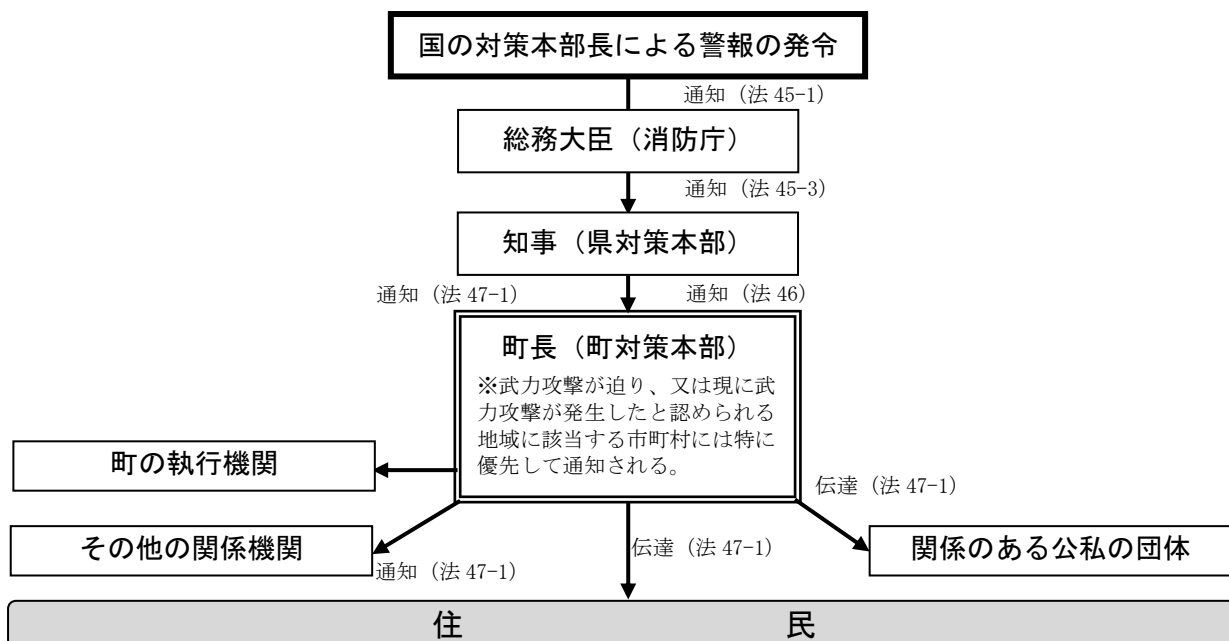 国の対策本部長による警報の発令
通知（法 45-1）
総務大臣（消防庁）
通知（法 45-3）
知事（県対策本部）
通知（法 47-1）
通知（法 46）
町長（町対策本部）
※武力攻撃が迫り、又は現に武
力攻撃が発生したと認められる
地域に該当する市町村には特に
優先して通知される。
町の執行機関
伝達（法 47-1）
その他の関係機関
伝達（法 47-1）
関係のある公私の団体
通知（法 47-1）
住　民